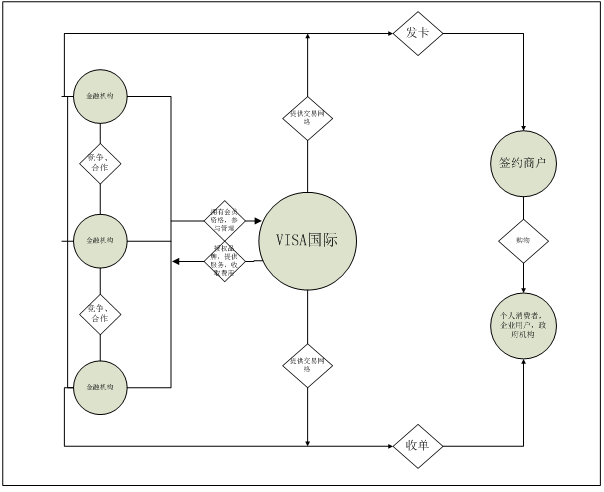 发卡
金融机构
提供交易网
络
竞争、
合作
签约商户
拥有会员
资格，参
与管理
金融机构
VISA国际
购物
授权品
牌，提供
服务，收
取费用
竞争、
合作
个人消费者，
企业用户，政
府机构
提供交易网
络
金融机构
收单